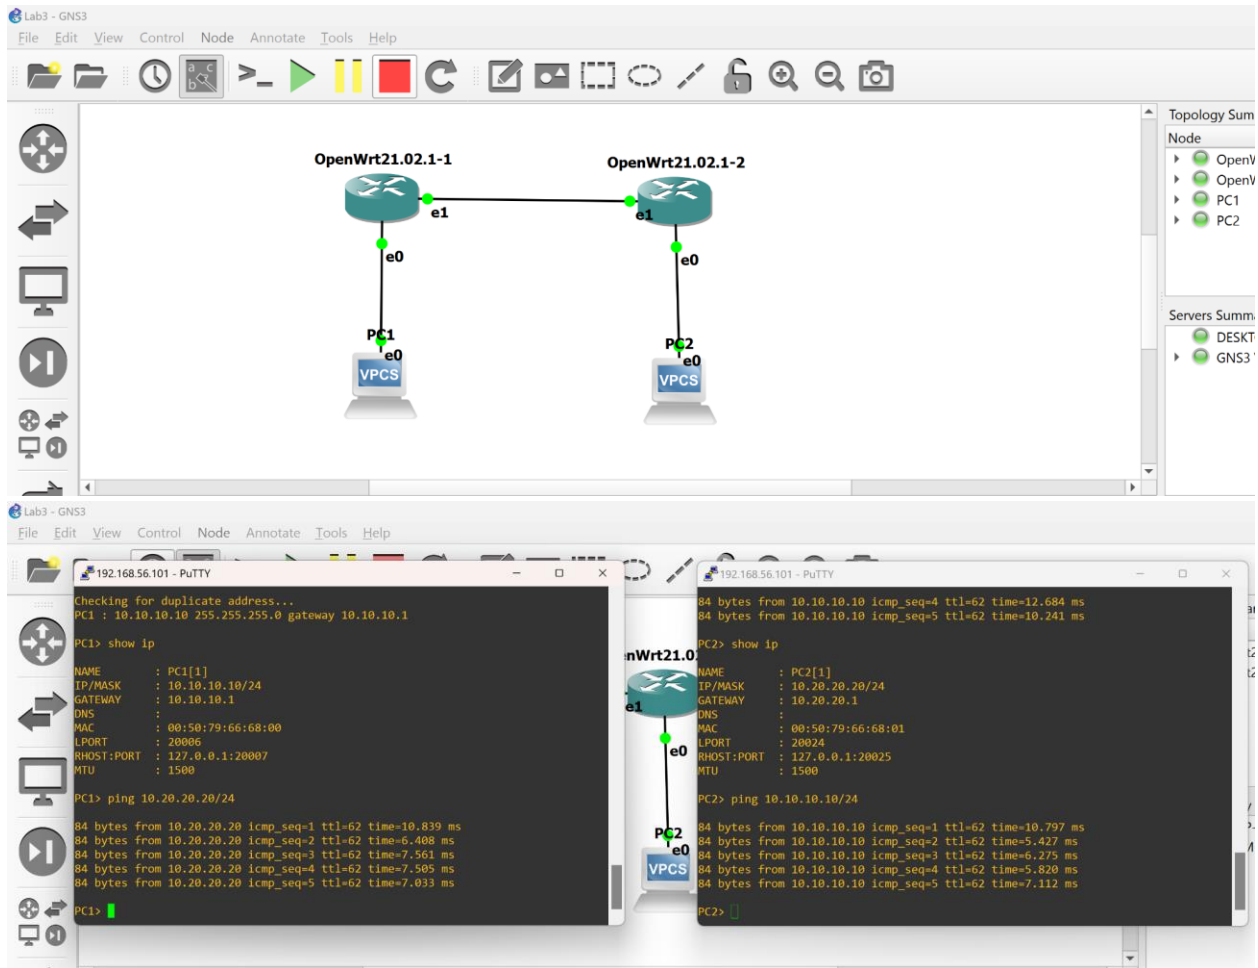 Lab3 - GNS3
File Edit View Control Node Annotate Tools Help
Topology Sum
Node
OpenW
OpenW
PC1
PC2
Servers Summa
DESKT
GNS3
OpenWrt21.02.1-1
OpenWrt21.02.1-2
e1
e1
e0
e0
PC1
e0
VPCS
PC2
e0
VPCS
Lab3 - GNS3
File Edit View Control Node Annotate Tools Help
192.168.56.101 - PuTTY
Checking for duplicate address...
PC1 : 10.10.10.10 255.255.255.0 gateway 10.10.10.1
PC1> show ip
NAME : PC1[1]
IP/MASK : 10.10.10.10/24
GATEWAY : 10.10.10.1
DNS :
MAC : 00:50:79:66:68:00
LPORT : 20006
RHOST:PORT : 127.0.0.1:20007
MTU : 1500
PC1> ping 10.20.20.20/24
84 bytes from 10.20.20.20 icmp_seq=1 ttl=62 time=10.839 ms
84 bytes from 10.20.20.20 icmp_seq=2 ttl=62 time=6.408 ms
84 bytes from 10.20.20.20 icmp_seq=3 ttl=62 time=7.561 ms
84 bytes from 10.20.20.20 icmp_seq=4 ttl=62 time=7.505 ms
84 bytes from 10.20.20.20 icmp_seq=5 ttl=62 time=7.033 ms
PC1>
nWrt21.0
e1
e0
PC2
e0
VPCS
192.168.56.101 - PuTTY
84 bytes from 10.10.10.10 icmp_seq=4 ttl=62 time=12.684 ms
84 bytes from 10.10.10.10 icmp_seq=5 ttl=62 time=10.241 ms
PC2> show ip
NAME : PC2[1]
IP/MASK : 10.20.20.20/24
GATEWAY : 10.20.20.1
DNS :
MAC : 00:50:79:66:68:01
LPORT : 20024
RHOST:PORT : 127.0.0.1:20025
MTU : 1500
PC2> ping 10.10.10.10/24
84 bytes from 10.10.10.10 icmp_seq=1 ttl=62 time=10.797 ms
84 bytes from 10.10.10.10 icmp_seq=2 ttl=62 time=5.427 ms
84 bytes from 10.10.10.10 icmp_seq=3 ttl=62 time=6.275 ms
84 bytes from 10.10.10.10 icmp_seq=4 ttl=62 time=5.820 ms
84 bytes from 10.10.10.10 icmp_seq=5 ttl=62 time=7.112 ms
PC2>